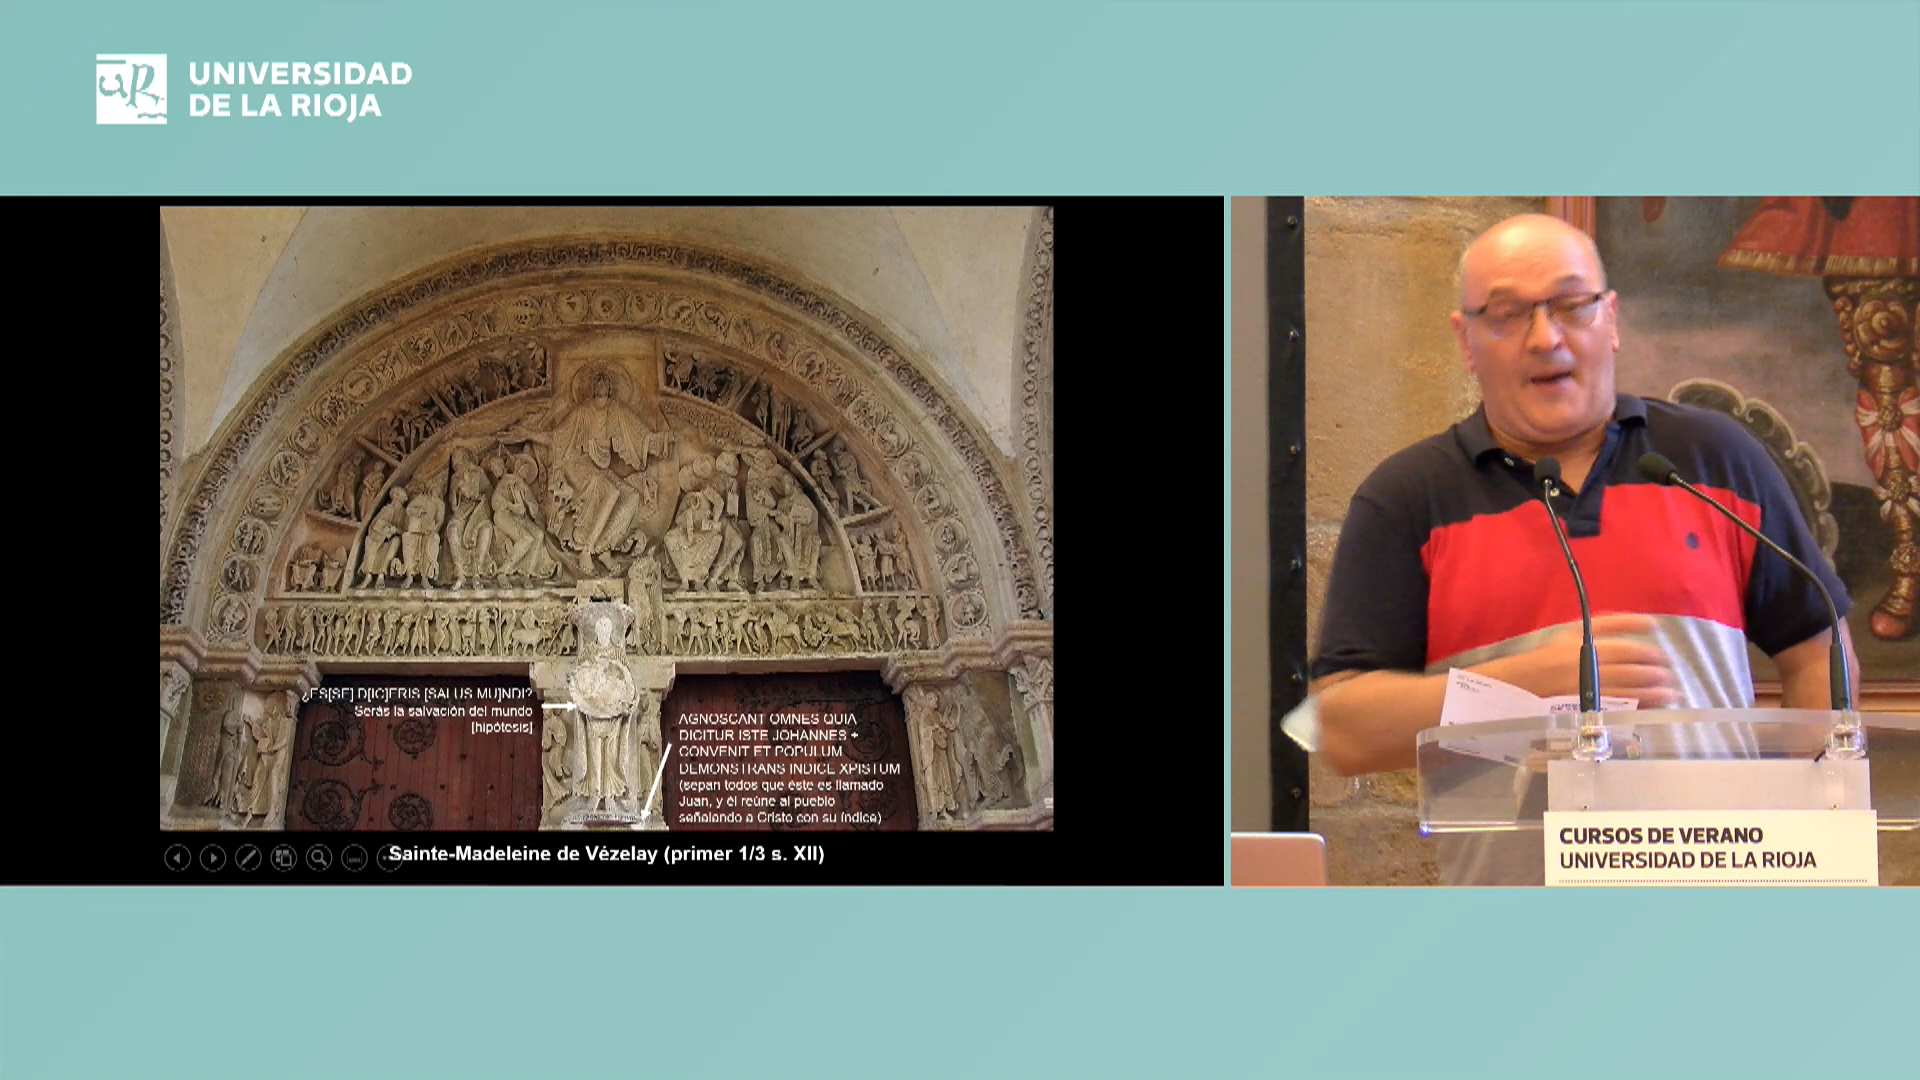 UNIVERSIDAD
DE LA RIOJA
¿ES[SE] D[IC]ERIS [SALUS MU]NDI?
Serás la salvación del mundo
[hipótesis]
AGNOSCANT OMNES QUIA
DICITUR ISTE JOHANNES +
CONVENIT ET POPULUM
DEMONSTRANS INDICE XPISTUM
(sepan todos que éste es llamado
Juan, y él reúne al pueblo
señalando a Cristo con su índice)
Sainte-Madeleine de Vézelay (primer 1/3 s. XII)
CURSOS DE VERANO
UNIVERSIDAD DE LA RIOJA